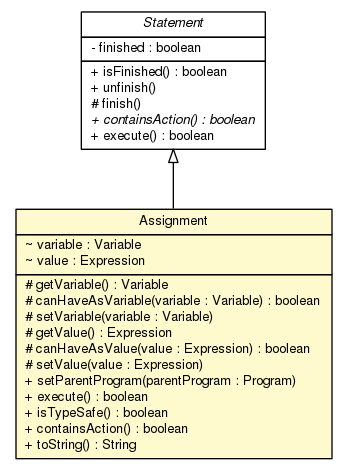 Statement
- finished : boolean
+ isFinished() : boolean
+ unfinish()
# finish()
+ containsAction() : boolean
+ execute() : boolean
Assignment
~ variable : Variable
~ value : Expression
# getVariable() : Variable
# canHaveAsVariable(variable : Variable) : boolean
# setVariable(variable : Variable)
# getValue() : Expression
# canHaveAsValue(value : Expression) : boolean
# setValue(value : Expression)
+ setParentProgram(parentProgram : Program)
+ execute() : boolean
+ isTypeSafe() : boolean
+ containsAction() : boolean
+ toString() : String